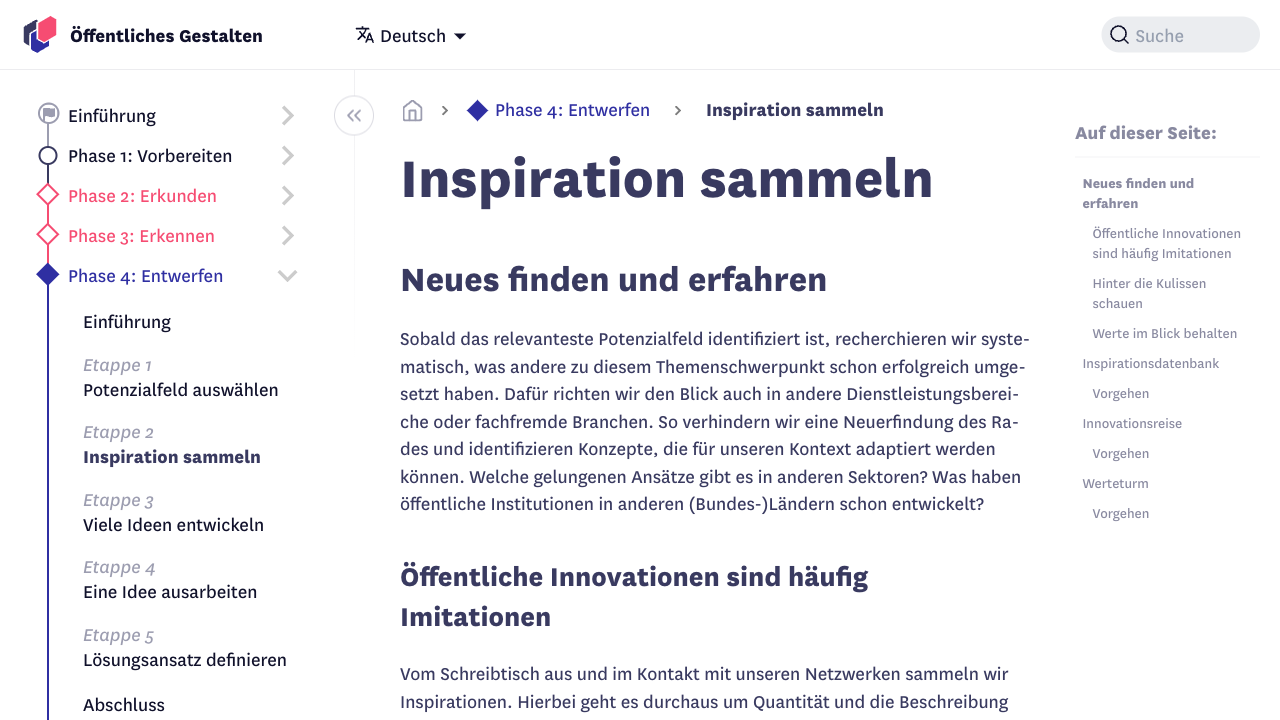 Öffentliches Gestalten
Deutsch
Suche
Einführung
Phase 1: Vorbereiten
Phase 2: Erkunden
Phase 3: Erkennen
Phase 4: Entwerfen
Einführung
Etappe 1
Potenzialfeld auswählen
Etappe 2
Inspiration sammeln
Etappe 3
Viele Ideen entwickeln
Etappe 4
Eine Idee ausarbeiten
Etappe 5
Lösungsansatz definieren
Abschluss
Phase 4: Entwerfen
Inspiration sammeln
Inspiration sammeln
Neues finden und erfahren
Sobald das relevanteste Potenzialfeld identifiziert ist, recherchieren wir syste-
matisch, was andere zu diesem Themenschwerpunkt schon erfolgreich umge-
setzt haben. Dafür richten wir den Blick auch in andere Dienstleistungsberei-
che oder fachfremde Branchen. So verhindern wir eine Neuerfindung des Ra-
des und identifizieren Konzepte, die für unseren Kontext adaptiert werden
können. Welche gelungenen Ansätze gibt es in anderen Sektoren? Was haben
öffentliche Institutionen in anderen (Bundes-)Ländern schon entwickelt?
Öffentliche Innovationen sind häufig
Imitationen
Vom Schreibtisch aus und im Kontakt mit unseren Netzwerken sammeln wir
Inspirationen. Hierbei geht es durchaus um Quantität und die Beschreibung
Auf dieser Seite:
Neues finden und
erfahren
Öffentliche Innovationen
sind häufig Imitationen
Hinter die Kulissen
schauen
Werte im Blick behalten
Inspirationsdatenbank
Vorgehen
Innovationsreise
Vorgehen
Werteturm
Vorgehen